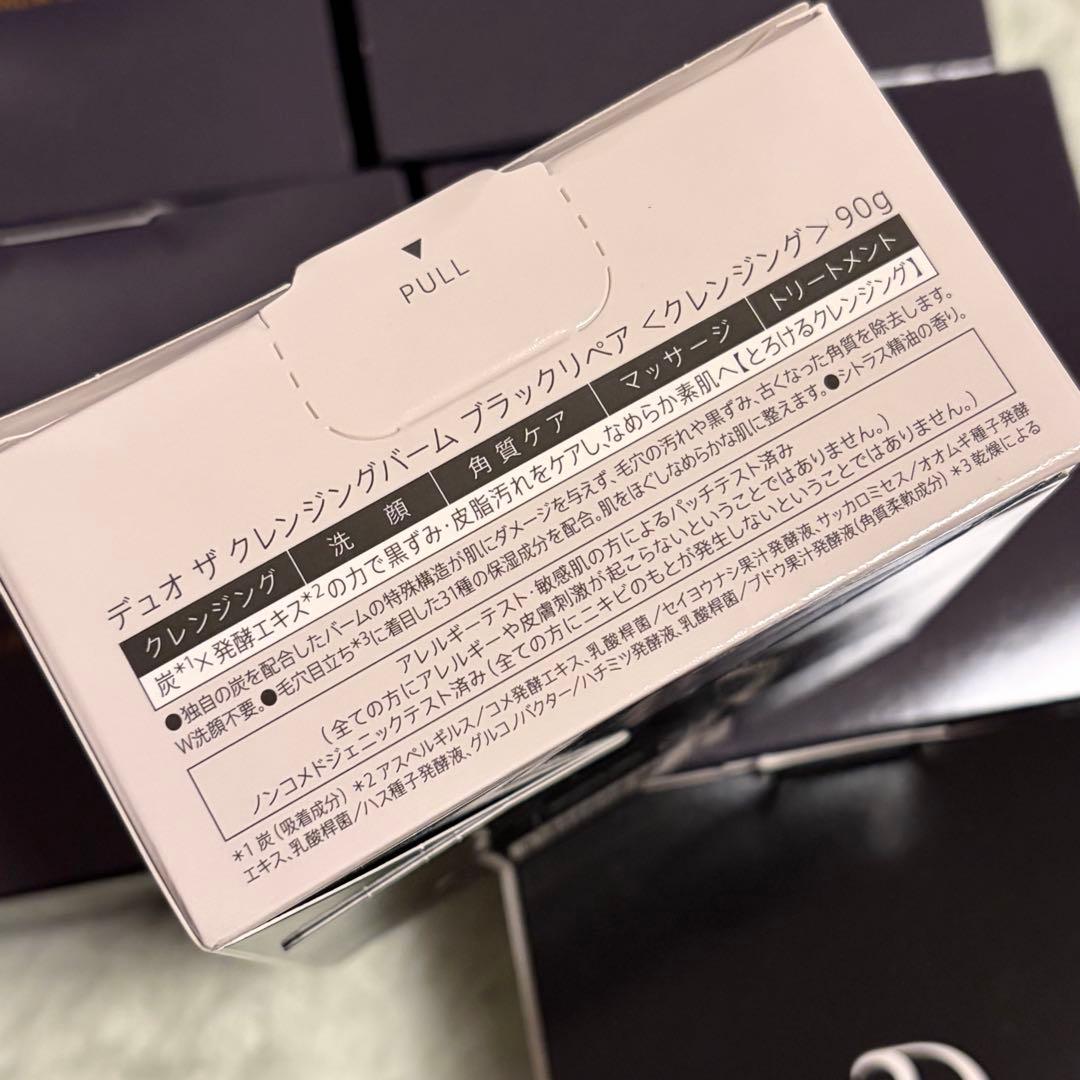 ▼
PULL
デュオ ザ クレンジングバーム ブラックリペア <クレンジング> 90g
クレンジング | 洗 顔 | 角質ケア | マッサージ | トリートメント
炭*1×発酵エキス*2の力で黒ずみ・皮脂汚れをケアし、なめらか素肌へ【とろけるクレンジング】
●独自の炭を配合したバームの特殊構造が肌にダメージを与えず、毛穴の汚れや黒ずみ、古くなった角質を除去します。
W洗顔不要。●毛穴目立ち*3に着目した31種の保湿成分を配合。肌をほぐしなめらかな肌に整えます。●シトラス精油の香り。
アレルギーテスト・敏感肌の方によるパッチテスト済み
(全ての方にアレルギーや皮膚刺激が起こらないということではありません。)
ノンコメドジェニックテスト済み(全ての方にニキビのもとが発生しないということではありません。)
*1 炭(吸着成分) *2 アスペルギルス/コメ発酵エキス、乳酸桿菌/セイヨウナシ果汁発酵液、サッカロミセス/オオムギ種子発酵
エキス、乳酸桿菌/ハス種子発酵液、グルコノバクター/ハチミツ発酵液、乳酸桿菌/ブドウ果汁発酵液(角質柔軟成分) *3 乾燥による